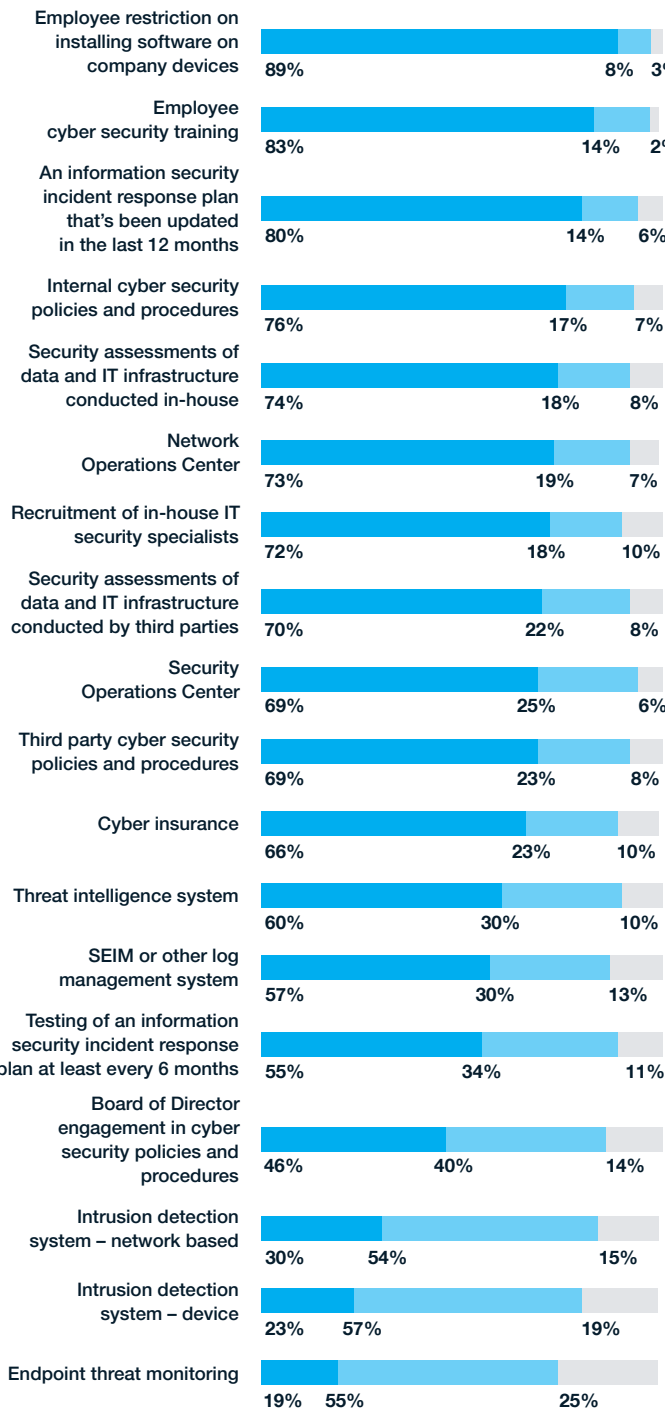 Employee restriction on
installing software on
company devices
89% 8% 3%
Employee
cyber security training
83% 14% 2%
An information security
incident response plan
that’s been updated
in the last 12 months
80% 14% 6%
Internal cyber security
policies and procedures
76% 17% 7%
Security assessments of
data and IT infrastructure
conducted in-house
74% 18% 8%
Network
Operations Center
73% 19% 7%
Recruitment of in-house IT
security specialists
72% 18% 10%
Security assessments of
data and IT infrastructure
conducted by third parties
70% 22% 8%
Security
Operations Center
69% 25% 6%
Third party cyber security
policies and procedures
69% 23% 8%
Cyber insurance
66% 23% 10%
Threat intelligence system
60% 30% 10%
SEIM or other log
management system
57% 30% 13%
Testing of an information
security incident response
plan at least every 6 months
55% 34% 11%
Board of Director
engagement in cyber
security policies and
procedures
46% 40% 14%
Intrusion detection
system – network based
30% 54% 15%
Intrusion detection
system – device
23% 57% 19%
Endpoint threat monitoring
19% 55% 25%